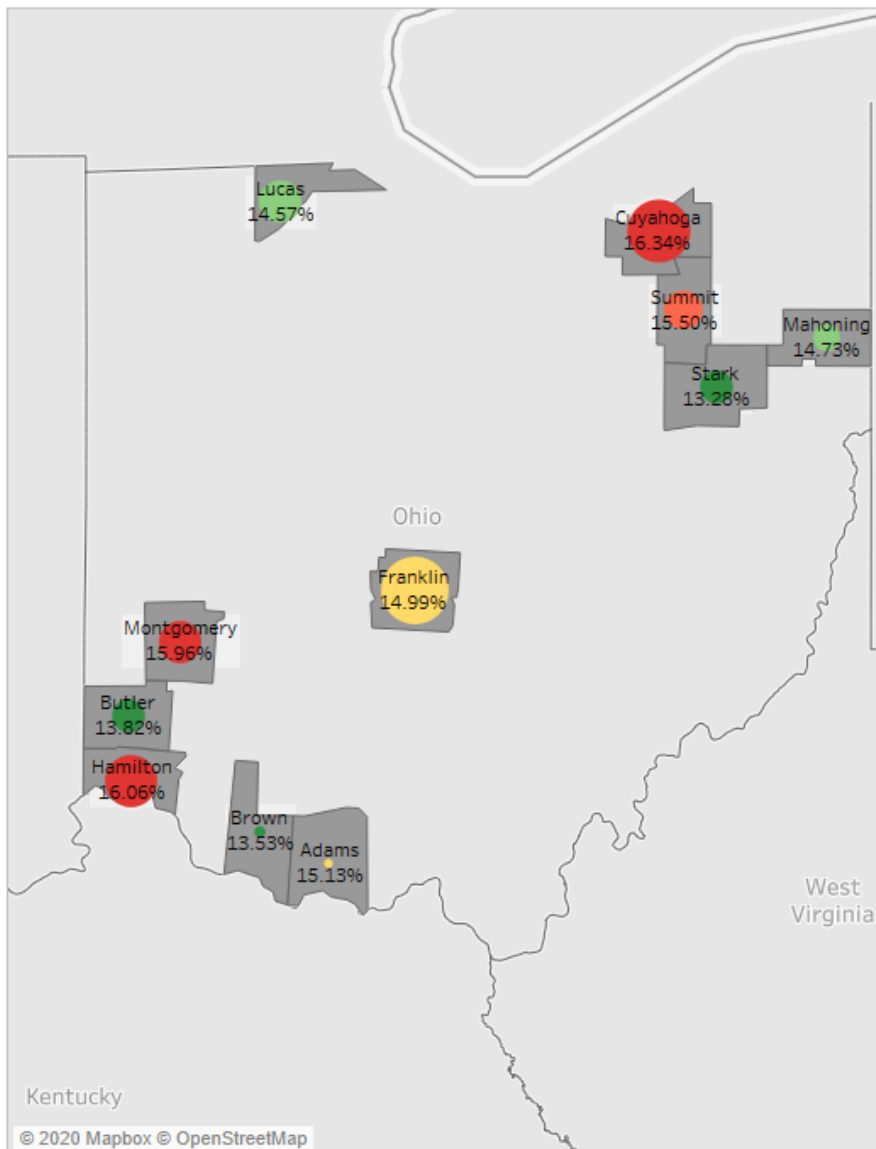 Lucas
14.57%
Cuyahoga
16.34%
Summit
15.50%
Mahoning
14.73%
Stark
13.28%
Ohio
Franklin
14.99%
Montgomery
15.96%
Butler
13.82%
Hamilton
16.06%
Brown
13.53%
Adams
15.13%
West
Virginia
Kentucky
© 2020 Mapbox © OpenStreetMap